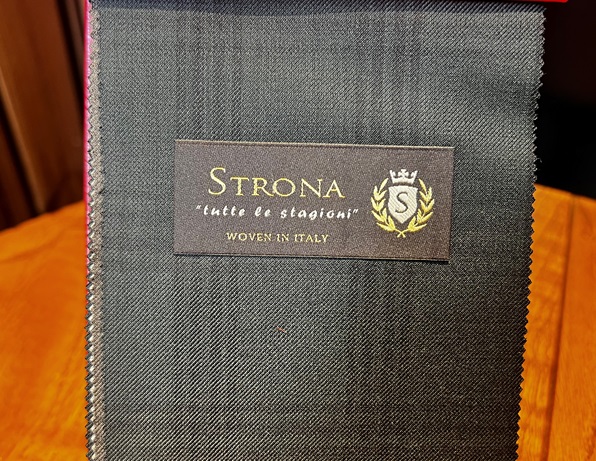 STRONA
"tutte le stagioni"
WOVEN IN ITALY
S